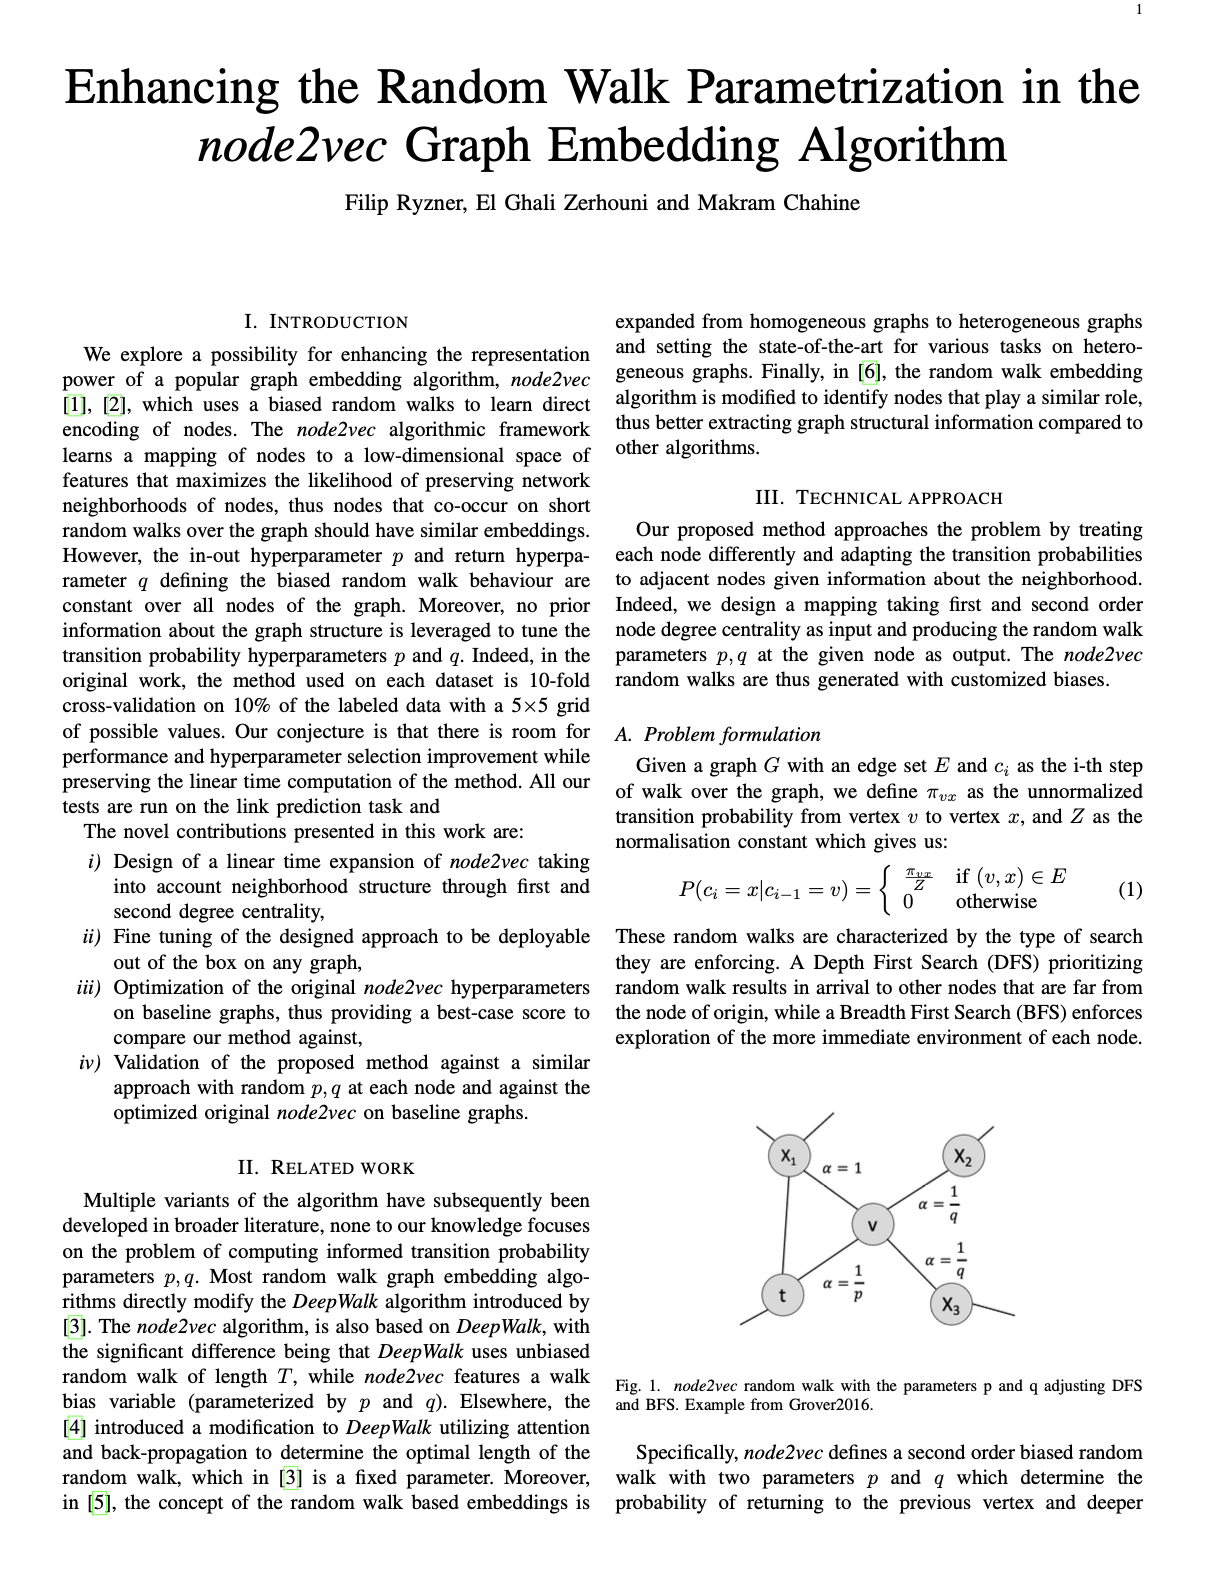 1
Enhancing the Random Walk Parametrization in the
node2vec Graph Embedding Algorithm
Filip Ryzner, El Ghali Zerhouni and Makram Chahine
I. INTRODUCTION
We explore a possibility for enhancing the representation
power of a popular graph embedding algorithm, node2vec
[1], [2], which uses a biased random walks to learn direct
encoding of nodes. The node2vec algorithmic framework
learns a mapping of nodes to a low-dimensional space of
features that maximizes the likelihood of preserving network
neighborhoods of nodes, thus nodes that co-occur on short
random walks over the graph should have similar embeddings.
However, the in-out hyperparameter p and return hyperpa-
rameter q defining the biased random walk behaviour are
constant over all nodes of the graph. Moreover, no prior
information about the graph structure is leveraged to tune the
transition probability hyperparameters p and q. Indeed, in the
original work, the method used on each dataset is 10-fold
cross-validation on 10% of the labeled data with a 5×5 grid
of possible values. Our conjecture is that there is room for
performance and hyperparameter selection improvement while
preserving the linear time computation of the method. All our
tests are run on the link prediction task and
The novel contributions presented in this work are:
i) Design of a linear time expansion of node2vec taking
into account neighborhood structure through first and
second degree centrality,
ii) Fine tuning of the designed approach to be deployable
out of the box on any graph,
iii) Optimization of the original node2vec hyperparameters
on baseline graphs, thus providing a best-case score to
compare our method against,
iv) Validation of the proposed method against a similar
approach with random p, q at each node and against the
optimized original node2vec on baseline graphs.
II. RELATED WORK
Multiple variants of the algorithm have subsequently been
developed in broader literature, none to our knowledge focuses
on the problem of computing informed transition probability
parameters p, q. Most random walk graph embedding algo-
rithms directly modify the DeepWalk algorithm introduced by
[3]. The node2vec algorithm, is also based on DeepWalk, with
the significant difference being that DeepWalk uses unbiased
random walk of length T, while node2vec features a walk
bias variable (parameterized by p and q). Elsewhere, the
[4] introduced a modification to DeepWalk utilizing attention
and back-propagation to determine the optimal length of the
random walk, which in [3] is a fixed parameter. Moreover,
in [5], the concept of the random walk based embeddings is
expanded from homogeneous graphs to heterogeneous graphs
and setting the state-of-the-art for various tasks on hetero-
geneous graphs. Finally, in [6], the random walk embedding
algorithm is modified to identify nodes that play a similar role,
thus better extracting graph structural information compared to
other algorithms.
III. TECHNICAL APPROACH
Our proposed method approaches the problem by treating
each node differently and adapting the transition probabilities
to adjacent nodes given information about the neighborhood.
Indeed, we design a mapping taking first and second order
node degree centrality as input and producing the random walk
parameters p, q at the given node as output. The node2vec
random walks are thus generated with customized biases.
A. Problem formulation
Given a graph G with an edge set E and c_i as the i-th step
of walk over the graph, we define π_vx as the unnormalized
transition probability from vertex v to vertex x, and Z as the
normalisation constant which gives us:
P(c_i = x|c_{i−1} = v) = { π_vx/Z if (v, x) ∈ E
0 otherwise (1)
These random walks are characterized by the type of search
they are enforcing. A Depth First Search (DFS) prioritizing
random walk results in arrival to other nodes that are far from
the node of origin, while a Breadth First Search (BFS) enforces
exploration of the more immediate environment of each node.
X₁
α = 1
X₂
α = 1/q
v
α = 1/q
α = 1/p
t
X₃
Fig. 1. node2vec random walk with the parameters p and q adjusting DFS
and BFS. Example from Grover2016.
Specifically, node2vec defines a second order biased random
walk with two parameters p and q which determine the
probability of returning to the previous vertex and deeper